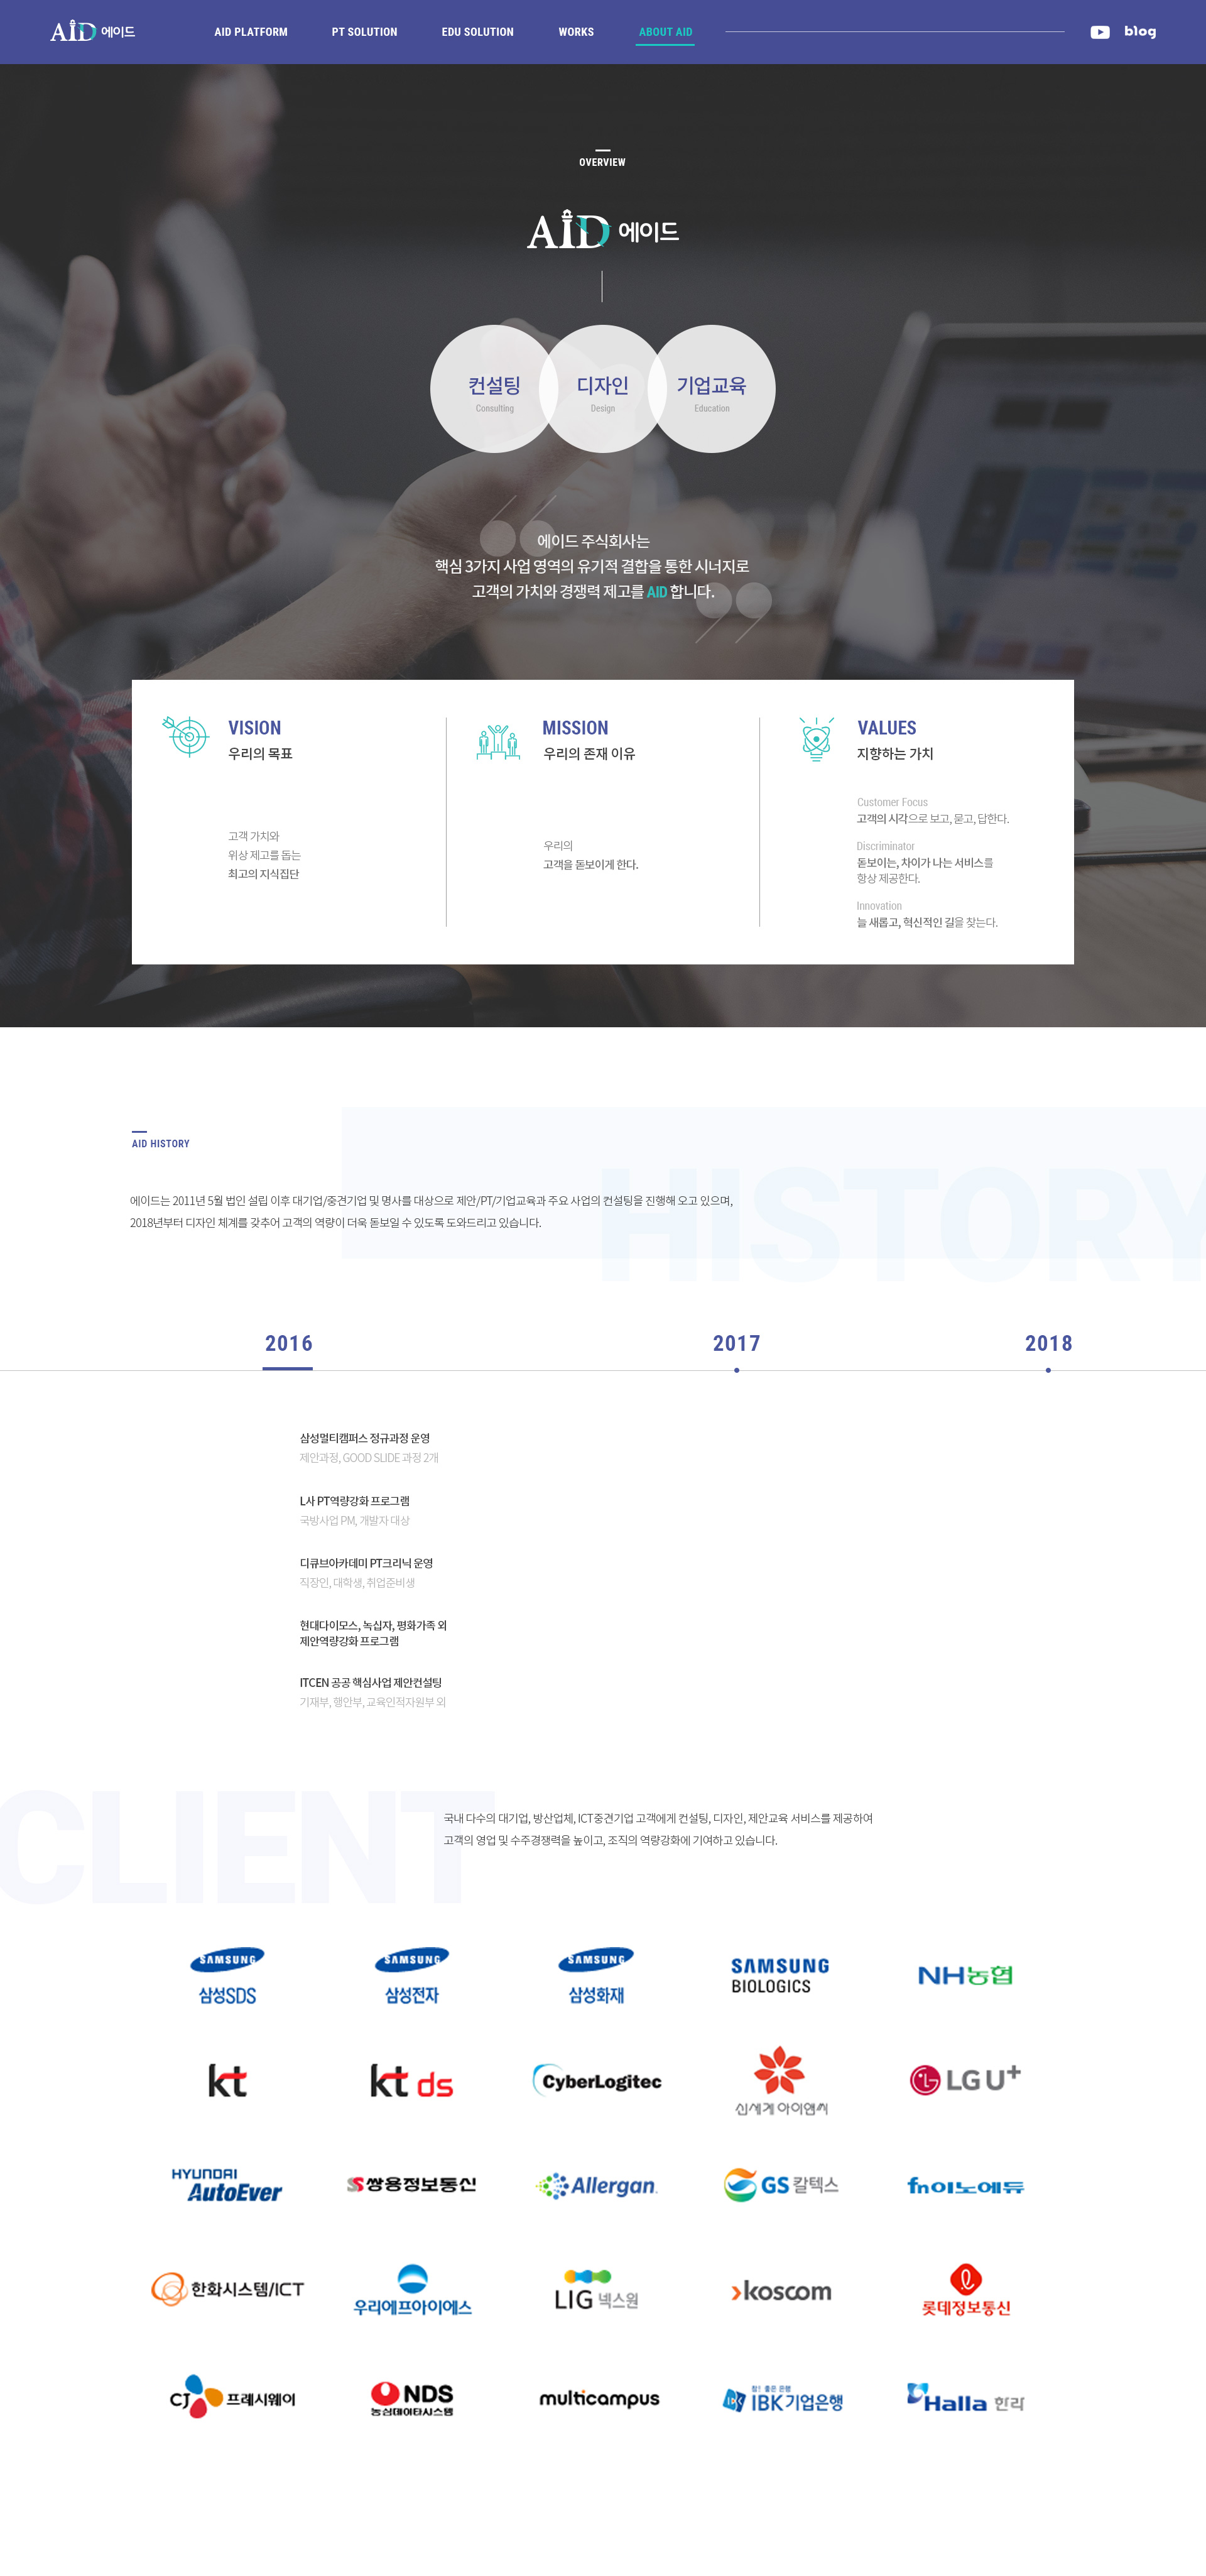 AID 에이드
AID PLATFORM
PT SOLUTION
EDU SOLUTION
WORKS
ABOUT AID
blog
OVERVIEW
AID 에이드
컨설팅
Consulting
디자인
Design
기업교육
Education
에이드 주식회사는
핵심 3가지 사업 영역의 유기적 결합을 통한 시너지로
고객의 가치와 경쟁력 제고를 AID 합니다.
VISION
우리의 목표
고객 가치와
위상 제고를 돕는
최고의 지식집단
MISSION
우리의 존재 이유
우리의
고객을 돋보이게 한다.
VALUES
지향하는 가치
Customer Focus
고객의 시각으로 보고, 묻고, 답한다.
Discriminator
돋보이는, 차이가 나는 서비스를
항상 제공한다.
Innovation
늘 새롭고, 혁신적인 길을 찾는다.
AID HISTORY
HISTORY
에이드는 2011년 5월 법인 설립 이후 대기업/중견기업 및 명사를 대상으로 제안/PT/기업교육과 주요 사업의 컨설팅을 진행해 오고 있으며,
2018년부터 디자인 체계를 갖추어 고객의 역량이 더욱 돋보일 수 있도록 도와드리고 있습니다.
2016
2017
2018
삼성멀티캠퍼스 정규과정 운영
제안과정, GOOD SLIDE 과정 2개
L사 PT역량강화 프로그램
국방사업 PM, 개발자 대상
디큐브아카데미 PT크리닉 운영
직장인, 대학생, 취업준비생
현대다이모스, 녹십자, 평화가족 외
제안역량강화 프로그램
ITCEN 공공 핵심사업 제안컨설팅
기재부, 행안부, 교육인적자원부 외
CLIENT
국내 다수의 대기업, 방산업체, ICT중견기업 고객에게 컨설팅, 디자인, 제안교육 서비스를 제공하여
고객의 영업 및 수주경쟁력을 높이고, 조직의 역량강화에 기여하고 있습니다.
SAMSUNG
삼성SDS
SAMSUNG
삼성전자
SAMSUNG
삼성화재
SAMSUNG
BIOLOGICS
NH농협
kt
kt ds
CyberLogitec
신세계 아이앤씨
LG U+
HYUNDAI
AutoEver
쌍용정보통신
Allergan
GS 칼텍스
fn이노에듀
한화시스템/ICT
우리에프아이에스
LIG 넥스원
koscom
롯데정보통신
CJ 프레시웨이
NDS
농심데이타시스템
multicampus
참! 좋은 은행
IBK기업은행
Halla 한라